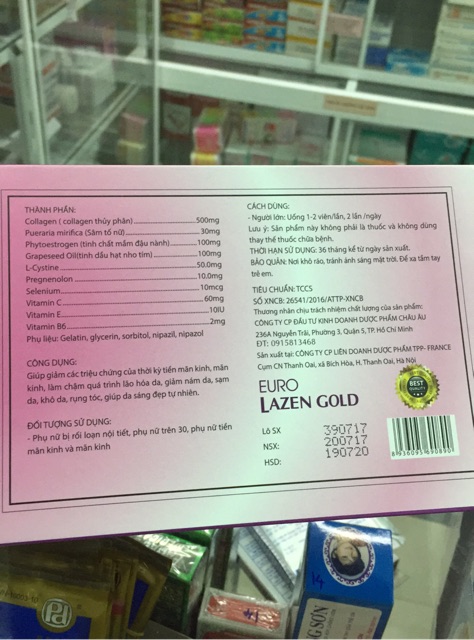 THÀNH PHẦN:
Collagen ( collagen thủy phân) 500mg
Pueraria mirifica (Sâm tố nữ) 30mg
Phytoestrogen (tinh chất mầm đậu nành) 100mg
Grapeseed Oil(tinh dầu hạt nho tím) 100mg
L-Cystine 50.0mg
Pregnenolon 10.0mg
Selenium 10mcg
Vitamin C 60mg
Vitamin E 10IU
Vitamin B6 2mg
Phụ liệu: Gelatin, glycerin, sorbitol, nipazil, nipazol
CÔNG DỤNG:
Giúp giảm các triệu chứng của thời kỳ tiền mãn kinh, mãn
kinh, làm chậm quá trình lão hóa da, giảm nám da, sạm
da, khô da, rụng tóc, giúp da sáng đẹp tự nhiên.
ĐỐI TƯỢNG SỬ DỤNG:
- Phụ nữ bị rối loạn nội tiết, phụ nữ trên 30, phụ nữ tiền
mãn kinh và mãn kinh
CÁCH DÙNG:
- Người lớn: Uống 1-2 viên/lần, 2 lần /ngày
Lưu ý: Sản phẩm này không phải là thuốc và không dùng
thay thế thuốc chữa bệnh.
THỜI HẠN SỬ DỤNG: 36 tháng kể từ ngày sản xuất.
BẢO QUẢN: Nơi khô ráo, tránh ánh sáng mặt trời. Để xa tầm tay
trẻ em.
TIÊU CHUẨN: TCCS
SỐ XNCB: 26541/2016/ATTP-XNCB
Thương nhân chịu trách nhiệm chất lượng của sản phẩm:
CÔNG TY CP ĐẦU TƯ KINH DOANH DƯỢC PHẨM CHÂU ÂU
236A Nguyễn Trãi, Phường 3, Quận 5, TP. Hồ Chí Minh
ĐT: 0915813468
Sản xuất tại: CÔNG TY CP LIÊN DOANH DƯỢC PHẨM TPP- FRANCE
Cụm CN Thanh Oai, xã Bích Hòa, H. Thanh Oai, Hà Nội
EURO
LAZEN GOLD
BEST
QUALITY
Lô SX 390717
NSX: 200717
HSD: 190720
8 936095 690890
SƠN
14